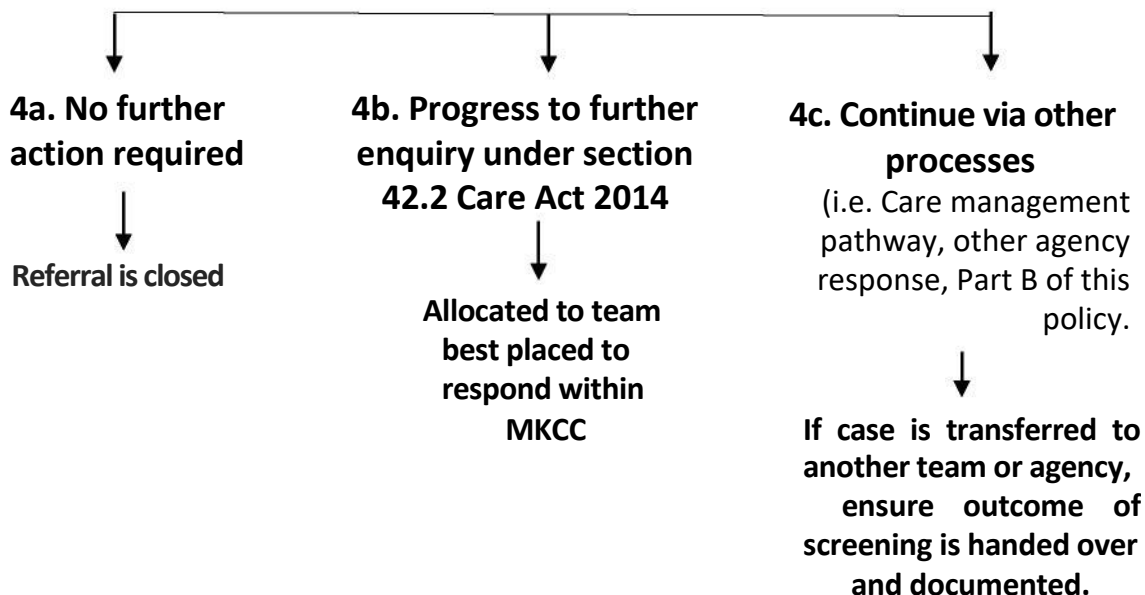 4a. No further
action required
Referral is closed
4b. Progress to further
enquiry under section
42.2 Care Act 2014
Allocated to team
best placed to
respond within
MKCC
4c. Continue via other
processes
(i.e. Care management
pathway, other agency
response, Part B of this
policy.
If case is transferred to
another team or agency,
ensure outcome of
screening is handed over
and documented.